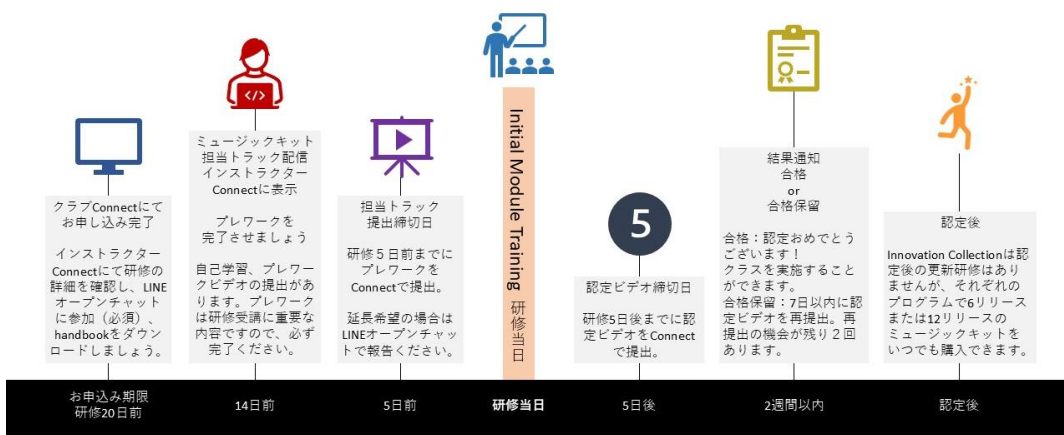 クラブConnectにて
お申し込み完了
インストラクター
Connectにて研修の
詳細を確認し、LINE
オープンチャット
に参加（必須）、
handbookをダウン
ロードしましょう。
お申込み期限
研修20日前
</>
ミュージックキット
担当トラック配信
インストラクター
Connectに表示
プレワークを
完了させましょう
自己学習、プレワー
クビデオの提出が
あります。プレワーク
は研修受講に重要な
内容ですので、必ず
完了ください。
14日前
担当トラック
提出締切日
研修５日前までに
プレワークを
Connectで提出。
延長希望の場合は
LINEオープンチャッ
トで報告ください。
5日前
Initial Module Training 研修当日
研修当日
5
認定ビデオ締切日
研修5日後までに認
定ビデオをConnect
で提出。
5日後
結果通知
合格
or
合格保留
合格：認定おめでとう
ございます！
クラスを実施すること
ができます。
合格保留：7日以内に認
定ビデオを再提出。再
提出の機会が残り２回
あります。
2週間以内
認定後
Innovation Collectionは認
定後の更新研修はあり
ませんが、それぞれの
プログラムで6リリース
または12リリースの
ミュージックキットを
いつでも購入できます。
認定後